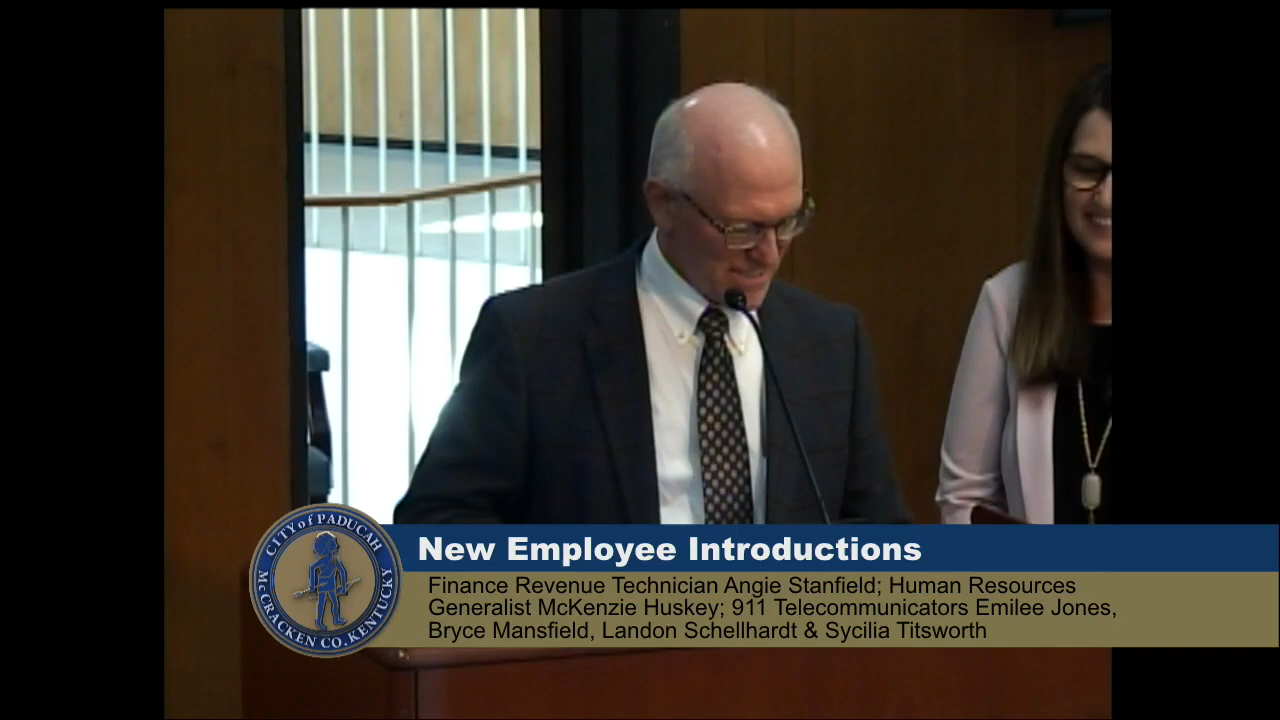 CITY of PADUCAH
McCRACKEN CO. KENTUCKY
New Employee Introductions
Finance Revenue Technician Angie Stanfield; Human Resources
Generalist McKenzie Huskey; 911 Telecommunicators Emilee Jones,
Bryce Mansfield, Landon Schellhardt & Sycilia Titsworth